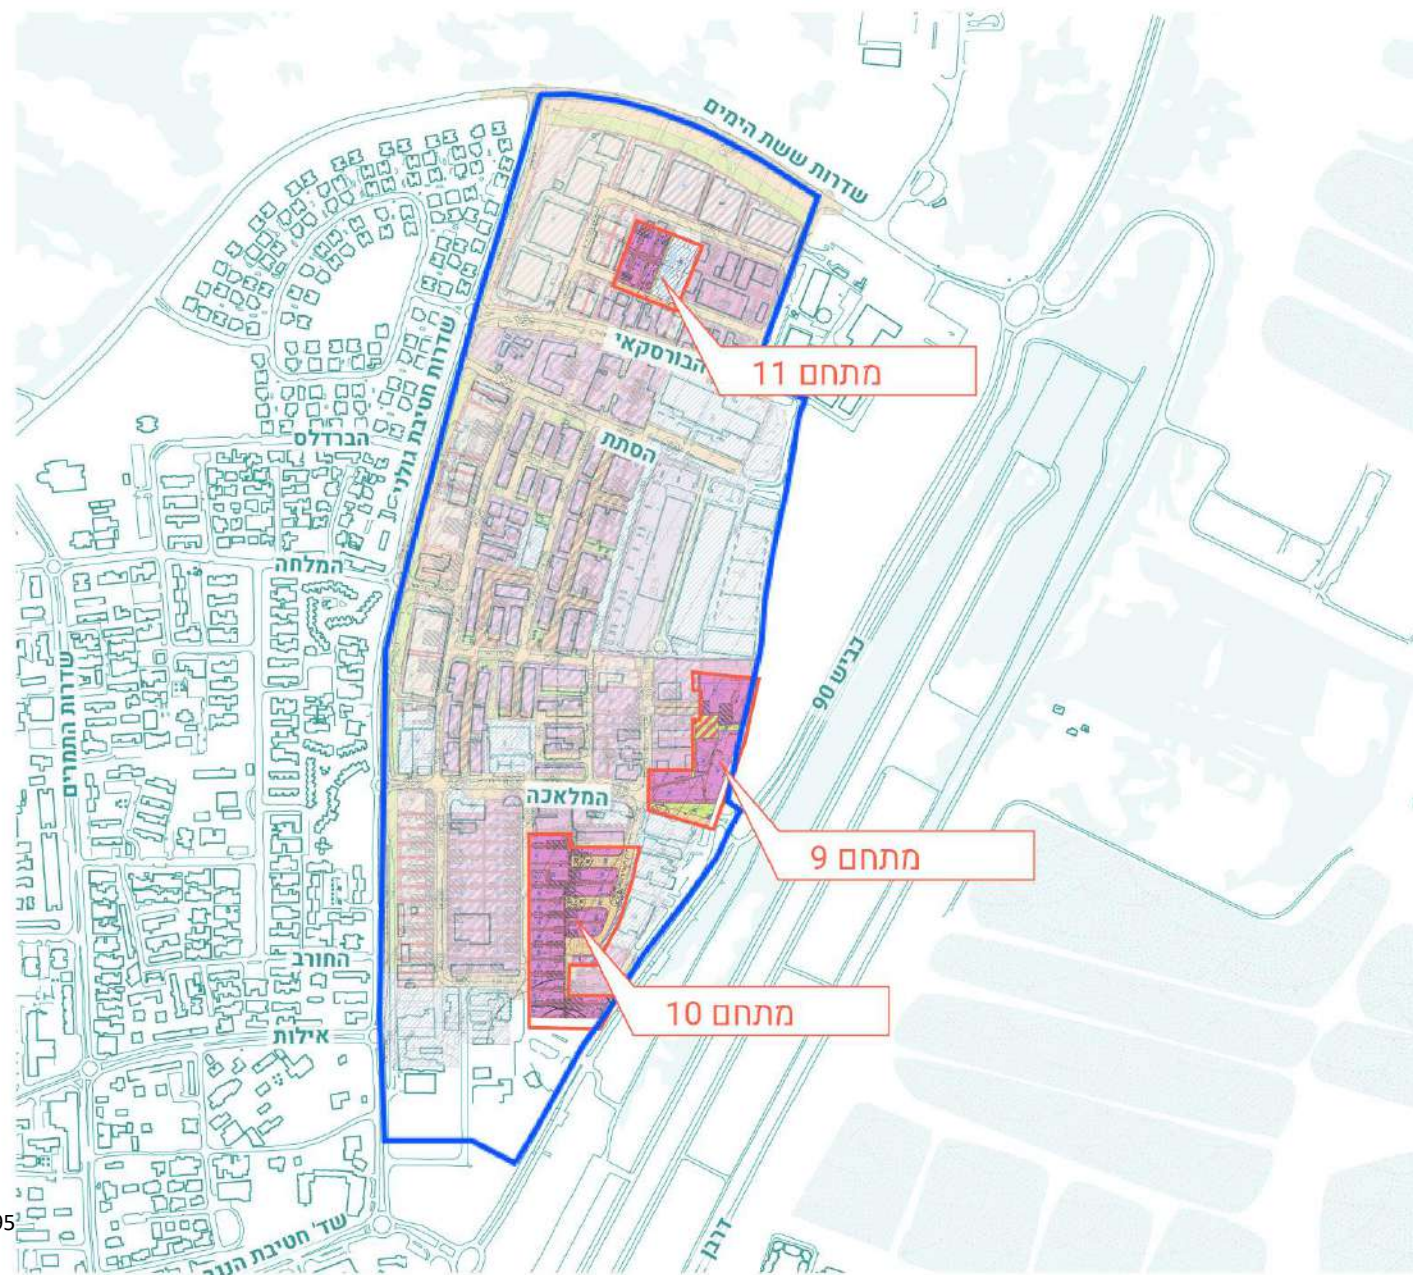 שדרות ששת הימים
שדרות חטיבת גולני
הבורסקאי
מתחם 11
הברדלס
הסתת
המלחה
שדרות התמרים
כביש 90
המלאכה
מתחם 9
החורב
מתחם 10
אילות
שד' חטיבת הנגב
דרבן